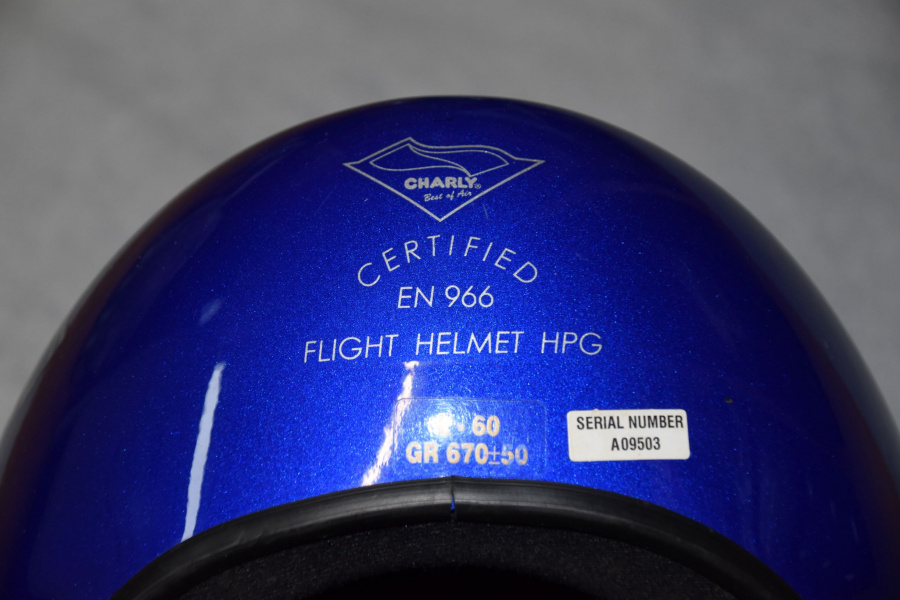 CHARLY®
Best of Air
CERTIFIED
EN 966
FLIGHT HELMET HPG
60
GR 670±50
SERIAL NUMBER
A09503